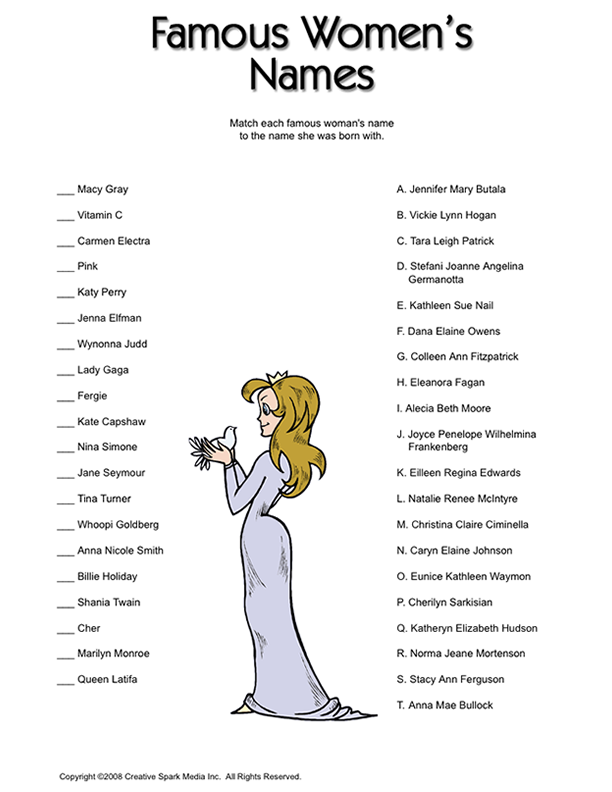 Famous Women's
Names
Match each famous woman's name
to the name she was born with.
___ Macy Gray
___ Vitamin C
___ Carmen Electra
___ Pink
___ Katy Perry
___ Jenna Elfman
___ Wynonna Judd
___ Lady Gaga
___ Fergie
___ Kate Capshaw
___ Nina Simone
___ Jane Seymour
___ Tina Turner
___ Whoopi Goldberg
___ Anna Nicole Smith
___ Billie Holiday
___ Shania Twain
___ Cher
___ Marilyn Monroe
___ Queen Latifa
A. Jennifer Mary Butala
B. Vickie Lynn Hogan
C. Tara Leigh Patrick
D. Stefani Joanne Angelina
Germanotta
E. Kathleen Sue Nail
F. Dana Elaine Owens
G. Colleen Ann Fitzpatrick
H. Eleanora Fagan
I. Alecia Beth Moore
J. Joyce Penelope Wilhelmina
Frankenberg
K. Eilleen Regina Edwards
L. Natalie Renee McIntyre
M. Christina Claire Ciminella
N. Caryn Elaine Johnson
O. Eunice Kathleen Waymon
P. Cherilyn Sarkisian
Q. Katheryn Elizabeth Hudson
R. Norma Jeane Mortenson
S. Stacy Ann Ferguson
T. Anna Mae Bullock
Copyright ©2008 Creative Spark Media Inc. All Rights Reserved.